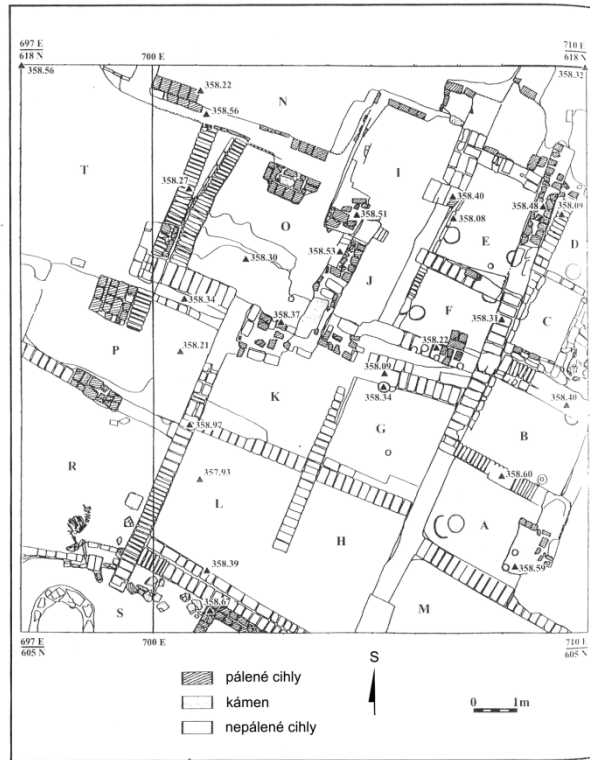 697 E
618 N
700 E
710 E
618 N
358.56
358.32
358.22
358.56
N
T
I
358.27
358.40
358.48
358.09
358.08
358.51
D
O
E
358.53
358.30
J
358.34
F
C
358.37
358.31
P
358.21
358.22
358.09
K
358.34
358.40
G
358.97
B
R
357.93
358.60
L
A
H
358.39
358.59
S
358.67
M
697 E
605 N
700 E
710 E
605 N
pálené cihly
kámen
nepálené cihly
S
0 1m